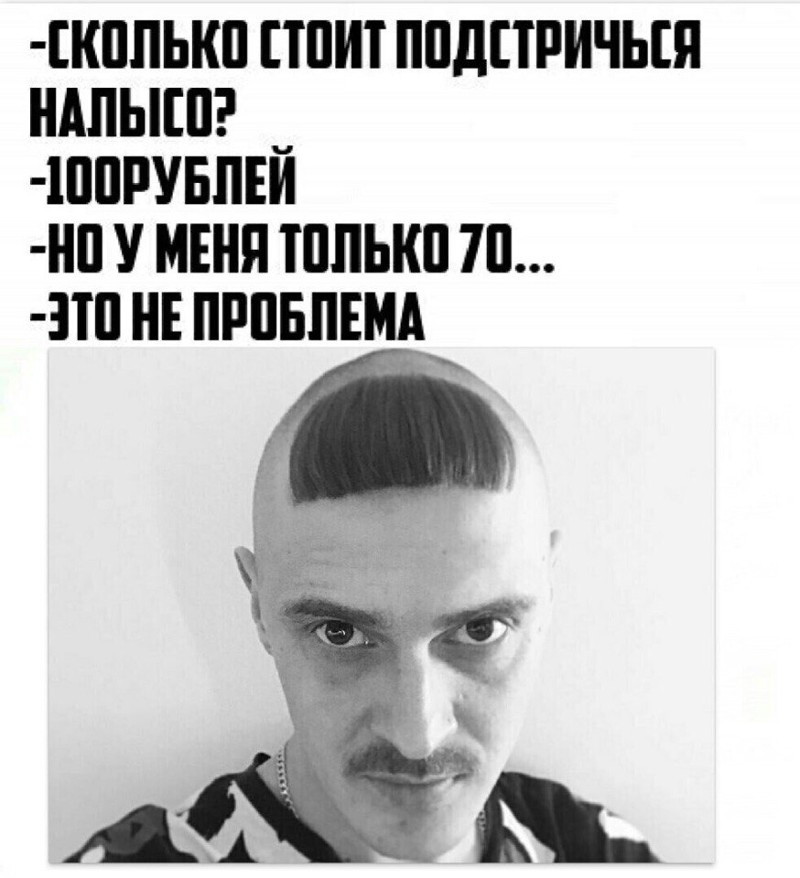 -СКОЛЬКО СТОИТ ПОДСТРИЧЬСЯ
НАЛЫСО?
-100РУБЛЕЙ
-НО У МЕНЯ ТОЛЬКО 70...
-ЭТО НЕ ПРОБЛЕМА